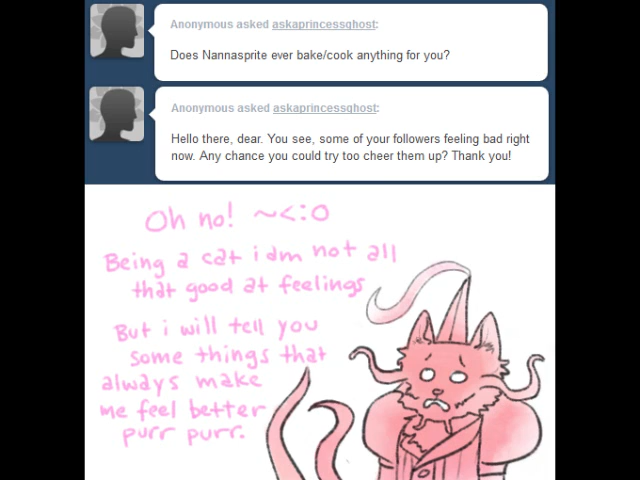 Anonymous asked askaprincessghost:
Does Nannasprite ever bake/cook anything for you?
Anonymous asked askaprincessghost:
Hello there, dear. You see, some of your followers feeling bad right
now. Any chance you could try too cheer them up? Thank you!
Oh no! ~<:O
Being a cat i am not all
that good at feelings
But i will tell you
some things that
always make
me feel better
purr purr.